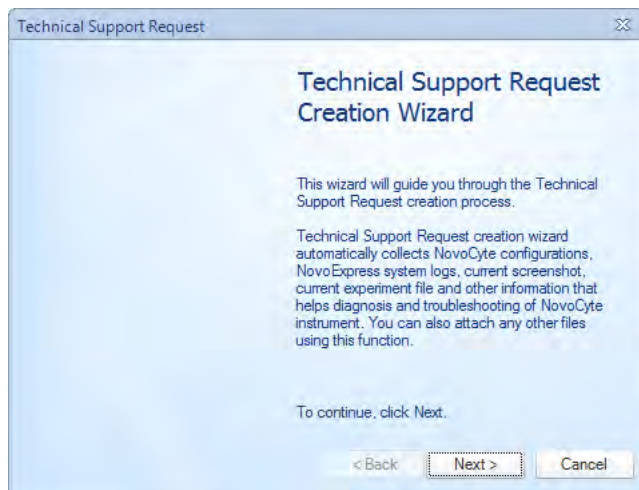 Technical Support Request
Technical Support Request
Creation Wizard
This wizard will guide you through the Technical
Support Request creation process.
Technical Support Request creation wizard
automatically collects NovoCyte configurations,
NovoExpress system logs, current screenshot,
current experiment file and other information that
helps diagnosis and troubleshooting of NovoCyte
instrument. You can also attach any other files
using this function.
To continue, click Next.
< Back
Next >
Cancel